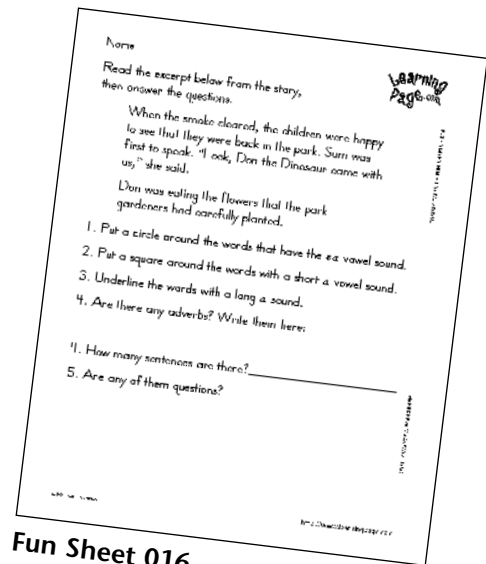 Name
Learning
Page.com
Read the excerpt below from the story,
then answer the questions.
When the smoke cleared, the children were happy
to see that they were back in the park. Sam was
first to speak. "Look, Don the Dinosaur came with
us," she said.
Don was eating the flowers that the park
gardeners had carefully planted.
1. Put a circle around the words that have the ea vowel sound.
2. Put a square around the words with a short a vowel sound.
3. Underline the words with a long a sound.
4. Are there any adverbs? Write them here:
4. How many sentences are there?
5. Are any of them questions?
Fun Sheet 016